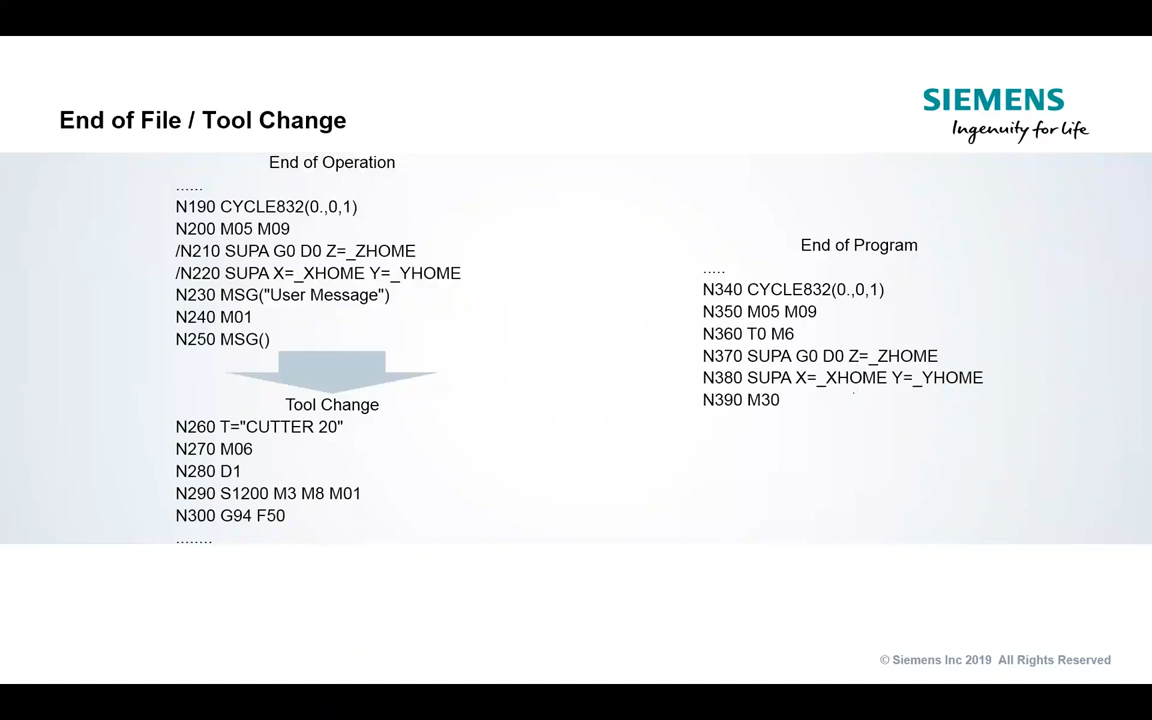 SIEMENS
Ingenuity for life
End of File / Tool Change
End of Operation
......
N190 CYCLE832(0.,0,1)
N200 M05 M09
/N210 SUPA G0 D0 Z=_ZHOME
/N220 SUPA X=_XHOME Y=_YHOME
N230 MSG("User Message")
N240 M01
N250 MSG()
Tool Change
N260 T="CUTTER 20"
N270 M06
N280 D1
N290 S1200 M3 M8 M01
N300 G94 F50
........
End of Program
.....
N340 CYCLE832(0.,0,1)
N350 M05 M09
N360 T0 M6
N370 SUPA G0 D0 Z=_ZHOME
N380 SUPA X=_XHOME Y=_YHOME
N390 M30
© Siemens Inc 2019 All Rights Reserved